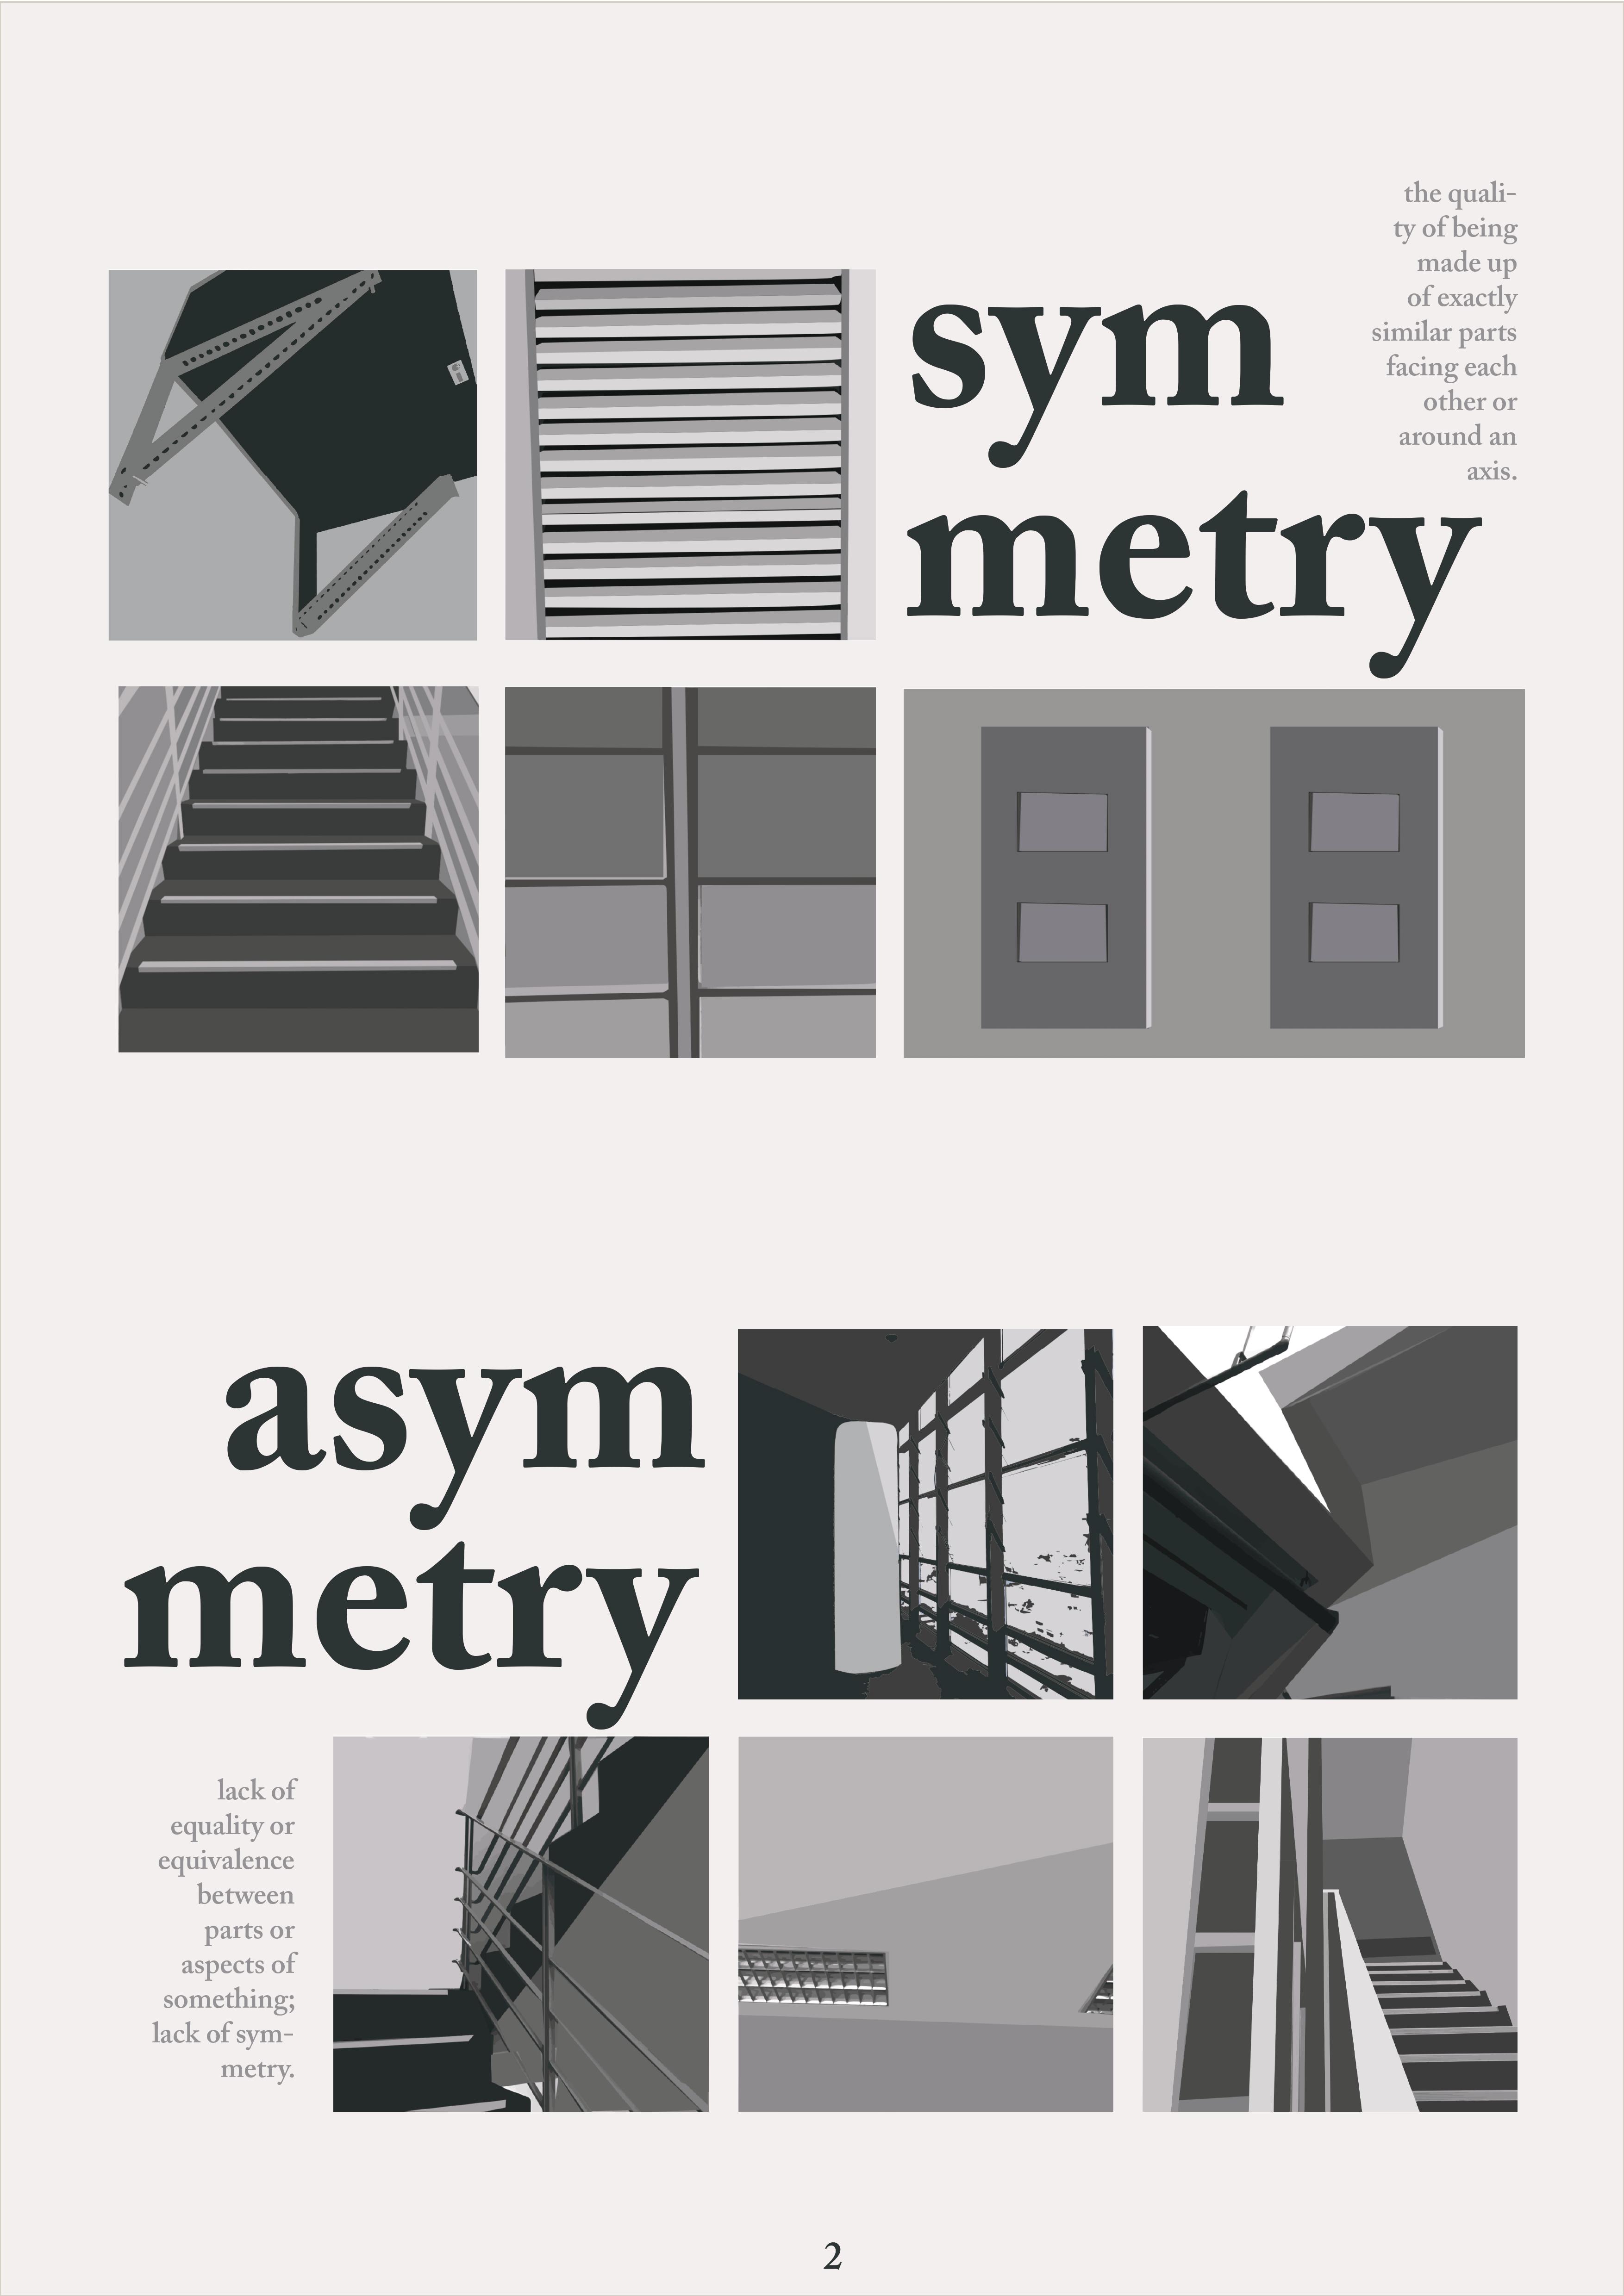 the quali-
ty of being
made up
of exactly
similar parts
facing each
other or
around an
axis.
sym
metry
asym
metry
lack of
equality or
equivalence
between
parts or
aspects of
something;
lack of sym-
metry.
2